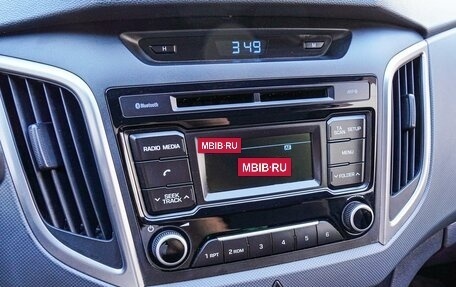 H 3:49 M
Bluetooth
RADIO MEDIA MBIB.RU TA SCAN SETUP
MBIB.RU
MENU
SEEK TRACK
FOLDER
1 RPT 2 RDM 3 4 5 6